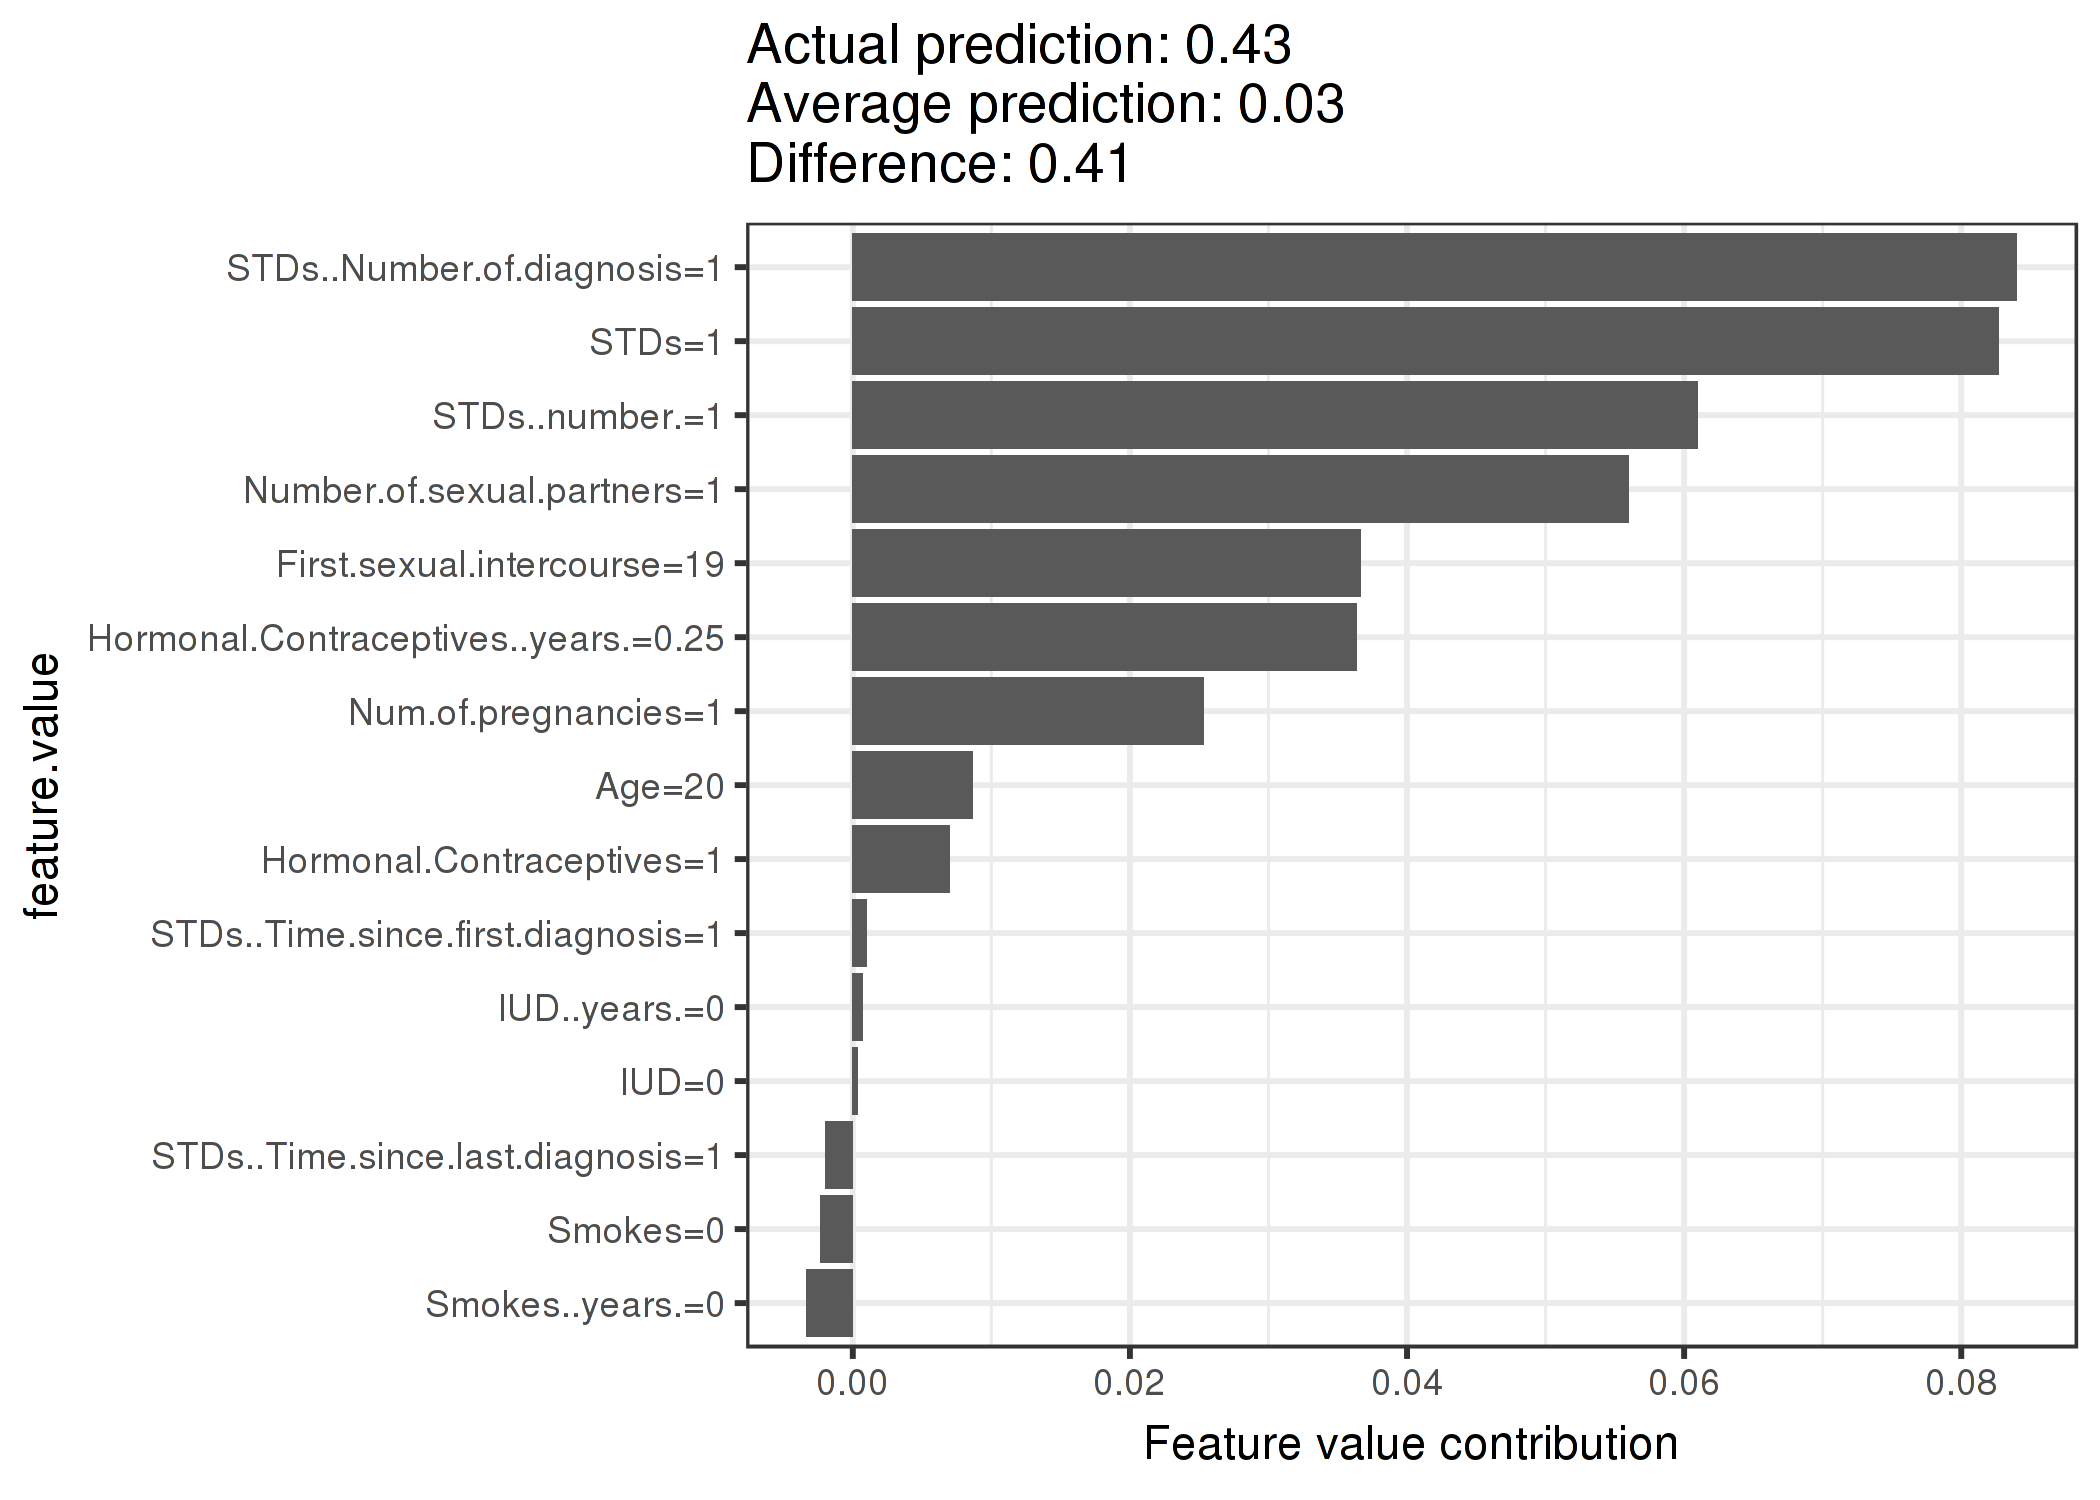 Actual prediction: 0.43
Average prediction: 0.03
Difference: 0.41
STDs..Number.of.diagnosis=1
STDs=1
STDs..number.=1
Number.of.sexual.partners=1
First.sexual.intercourse=19
Hormonal.Contraceptives..years.=0.25
Num.of.pregnancies=1
Age=20
Hormonal.Contraceptives=1
STDs..Time.since.first.diagnosis=1
IUD..years.=0
IUD=0
STDs..Time.since.last.diagnosis=1
Smokes=0
Smokes..years.=0
feature.value
0.00 0.02 0.04 0.06 0.08
Feature value contribution